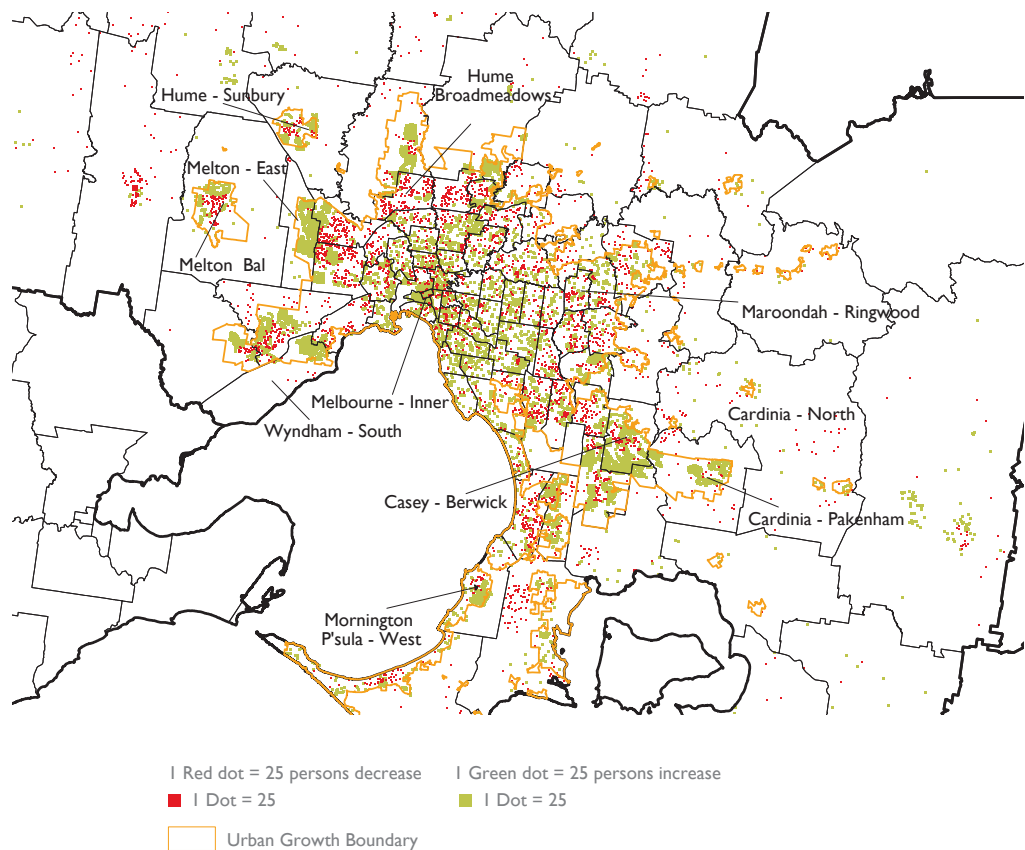 Hume
Broadmeadows
Hume - Sunbury
Melton - East
Melton Bal
Maroondah - Ringwood
Melbourne - Inner
Wyndham - South
Cardinia - North
Casey - Berwick
Cardinia - Pakenham
Mornington
P'sula - West
1 Red dot = 25 persons decrease
1 Green dot = 25 persons increase
1 Dot = 25
1 Dot = 25
Urban Growth Boundary